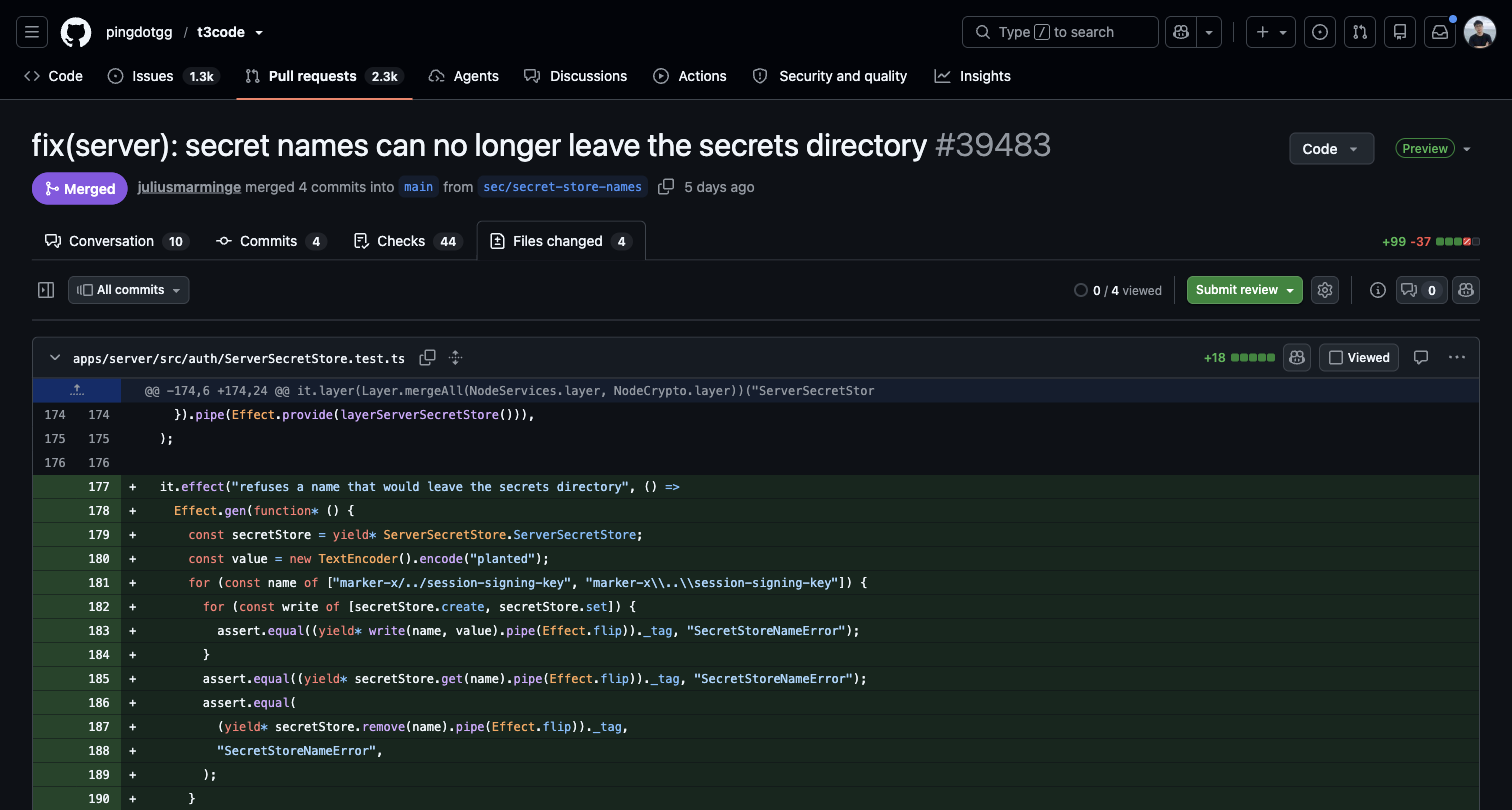 pingdotgg / t3code
Type / to search
Code
Issues 1.3k
Pull requests 2.3k
Agents
Discussions
Actions
Security and quality
Insights
fix(server): secret names can no longer leave the secrets directory #39483
Code
Preview
Merged
juliusmarminge merged 4 commits into main from sec/secret-store-names 5 days ago
Conversation 10
Commits 4
Checks 44
Files changed 4
+99 -37
All commits
0 / 4 viewed
Submit review
0
apps/server/src/auth/ServerSecretStore.test.ts
+18
Viewed
@@ -174,6 +174,24 @@ it.layer(Layer.mergeAll(NodeServices.layer, NodeCrypto.layer))("ServerSecretStor
174 174 }).pipe(Effect.provide(layerServerSecretStore())),
175 175 );
176 176
177 + it.effect("refuses a name that would leave the secrets directory", () =>
178 + Effect.gen(function* () {
179 + const secretStore = yield* ServerSecretStore.ServerSecretStore;
180 + const value = new TextEncoder().encode("planted");
181 + for (const name of ["marker-x/../session-signing-key", "marker-x\\..\\session-signing-key"]) {
182 + for (const write of [secretStore.create, secretStore.set]) {
183 + assert.equal((yield* write(name, value).pipe(Effect.flip))._tag, "SecretStoreNameError");
184 + }
185 + assert.equal((yield* secretStore.get(name).pipe(Effect.flip))._tag, "SecretStoreNameError");
186 + assert.equal(
187 + (yield* secretStore.remove(name).pipe(Effect.flip))._tag,
188 + "SecretStoreNameError",
189 + );
190 + }